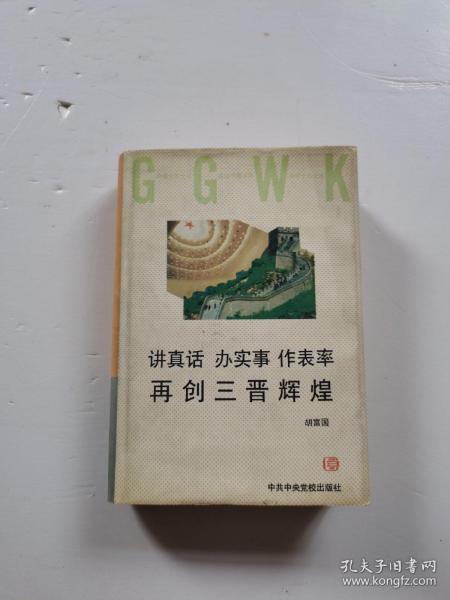 GGWK
讲真话 办实事 作表率
再创三晋辉煌
胡富国
中共中央党校出版社
孔夫子旧书网
www.kongfz.com